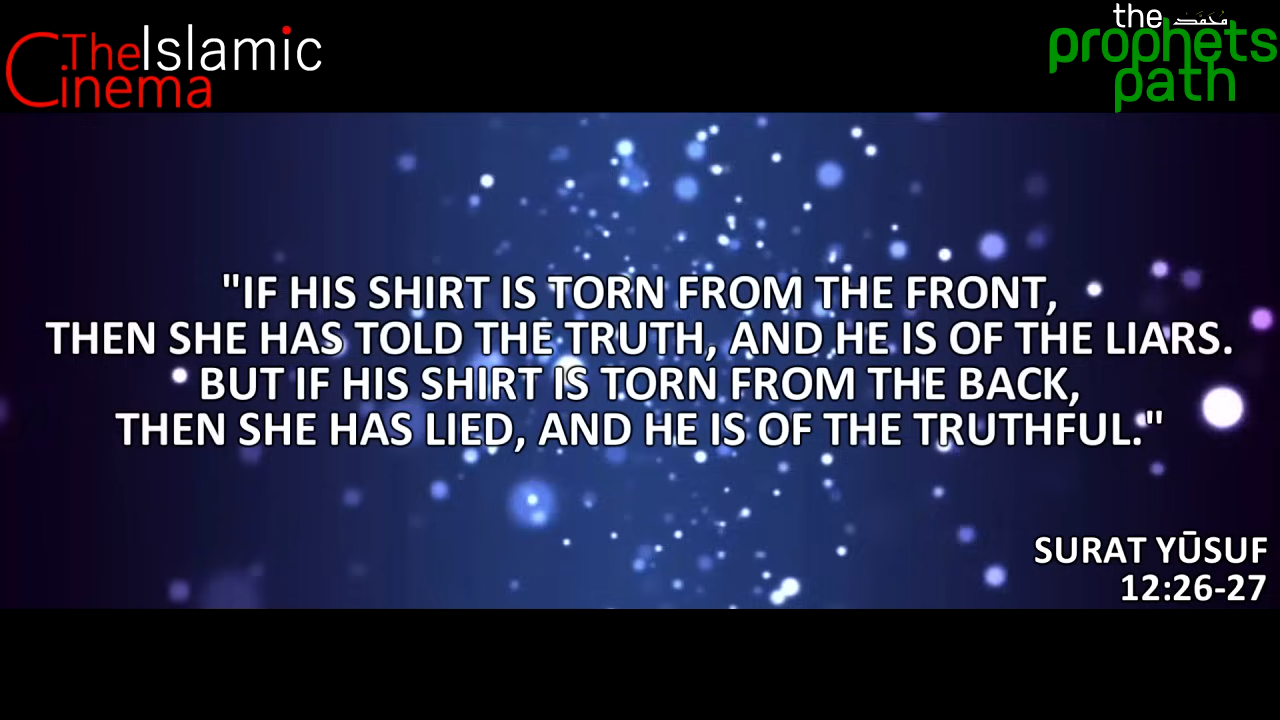 TheIslamic
Cinema
the محمد
prophets
path
"IF HIS SHIRT IS TORN FROM THE FRONT,
THEN SHE HAS TOLD THE TRUTH, AND HE IS OF THE LIARS.
BUT IF HIS SHIRT IS TORN FROM THE BACK,
THEN SHE HAS LIED, AND HE IS OF THE TRUTHFUL."
SURAT YŪSUF
12:26-27